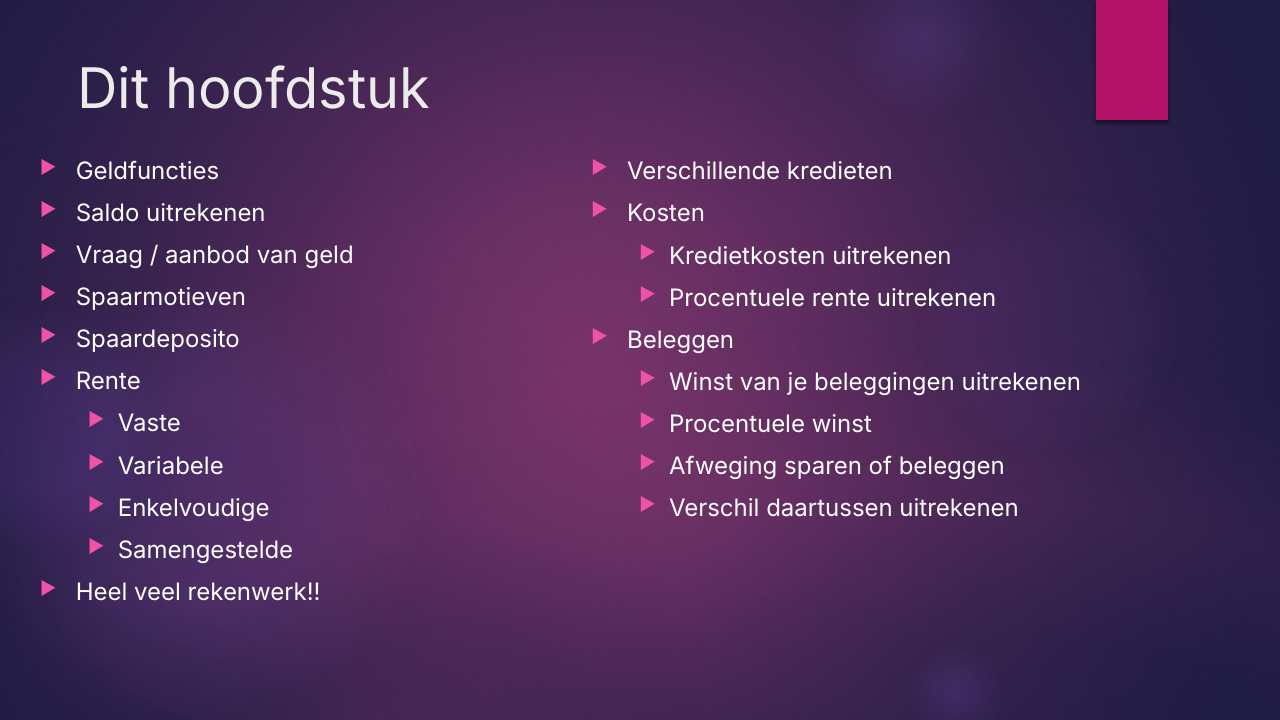 Dit hoofdstuk
Geldfuncties
Saldo uitrekenen
Vraag / aanbod van geld
Spaarmotieven
Spaardeposito
Rente
Vaste
Variabele
Enkelvoudige
Samengestelde
Heel veel rekenwerk!!
Verschillende kredieten
Kosten
Kredietkosten uitrekenen
Procentuele rente uitrekenen
Beleggen
Winst van je beleggingen uitrekenen
Procentuele winst
Afweging sparen of beleggen
Verschil daartussen uitrekenen